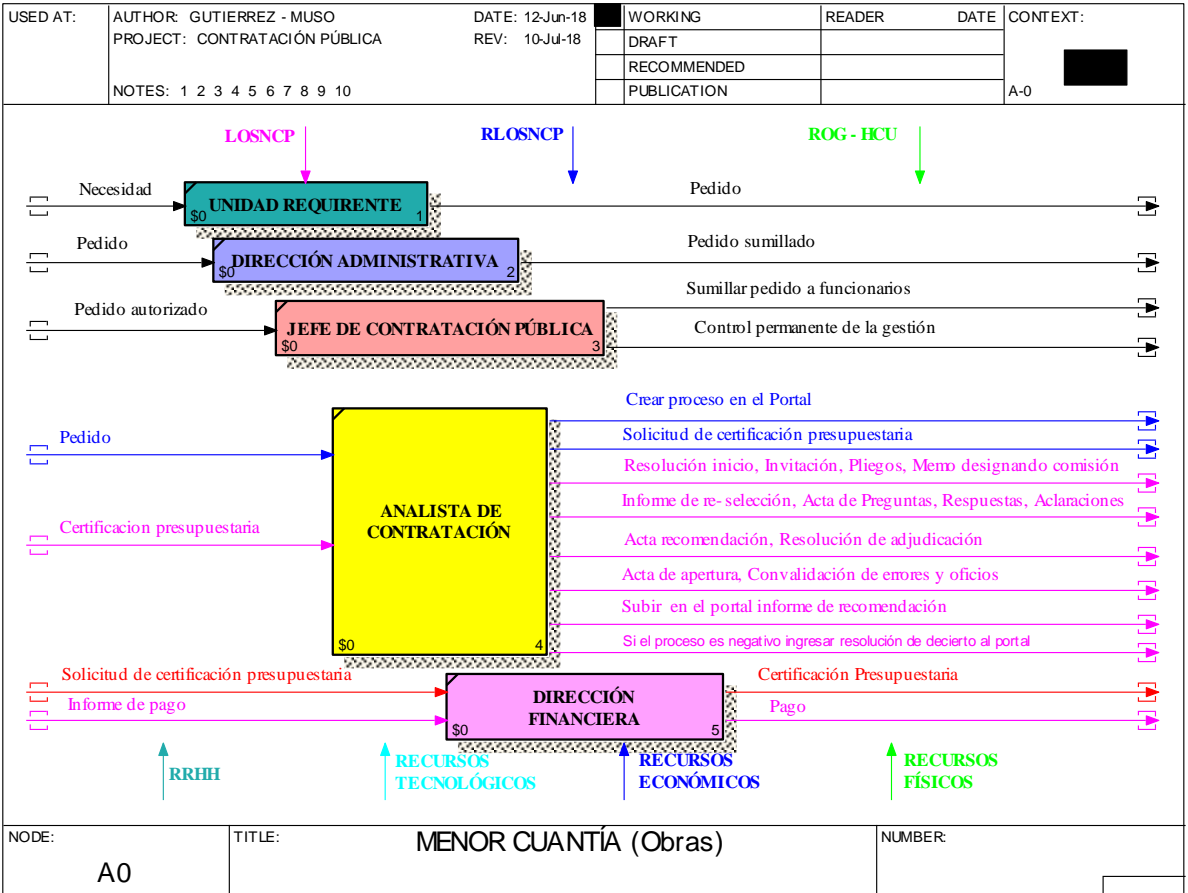 USED AT:
AUTHOR: GUTIERREZ - MUSO
DATE: 12-Jun-18
WORKING
READER
DATE
CONTEXT:
PROJECT: CONTRATACIÓN PÚBLICA
REV: 10-Jul-18
DRAFT
RECOMMENDED
NOTES: 1 2 3 4 5 6 7 8 9 10
PUBLICATION
A-0
LOSNCP
RLOSNCP
ROG - HCU
Necesidad
UNIDAD REQUIRENTE
$0
1
Pedido
Pedido
DIRECCIÓN ADMINISTRATIVA
$0
2
Pedido sumillado
Pedido autorizado
JEFE DE CONTRATACIÓN PÚBLICA
$0
3
Sumillar pedido a funcionarios
Control permanente de la gestión
Pedido
Certificacion presupuestaria
ANALISTA DE
CONTRATACIÓN
$0
4
Crear proceso en el Portal
Solicitud de certificación presupuestaria
Resolución inicio, Invitación, Pliegos, Memo designando comisión
Informe de re- selección, Acta de Preguntas, Respuestas, Aclaraciones
Acta recomendación, Resolución de adjudicación
Acta de apertura, Convalidación de errores y oficios
Subir en el portal informe de recomendación
Si el proceso es negativo ingresar resolución de decierto al portal
Solicitud de certificación presupuestaria
Informe de pago
DIRECCIÓN
FINANCIERA
$0
5
Certificación Presupuestaria
Pago
RRHH
RECURSOS
TECNOLÓGICOS
RECURSOS
ECONÓMICOS
RECURSOS
FÍSICOS
NODE:
A0
TITLE:
MENOR CUANTÍA (Obras)
NUMBER: